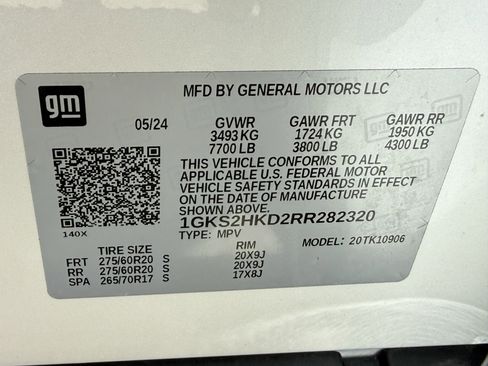 gm
MFD BY GENERAL MOTORS LLC
05/24 GVWR GAWR FRT GAWR RR
3493 KG 1724 KG 1950 KG
7700 LB 3800 LB 4300 LB
THIS VEHICLE CONFORMS TO ALL
APPLICABLE U.S. FEDERAL MOTOR
VEHICLE SAFETY STANDARDS IN EFFECT
ON THE DATE OF MANUFACTURE
SHOWN ABOVE.
1GKS2HKD2RR282320
140X TYPE: MPV MODEL: 20TK10906
TIRE SIZE RIM
FRT 275/60R20 S 20X9J
RR 275/60R20 S 20X9J
SPA 265/70R17 S 17X8J